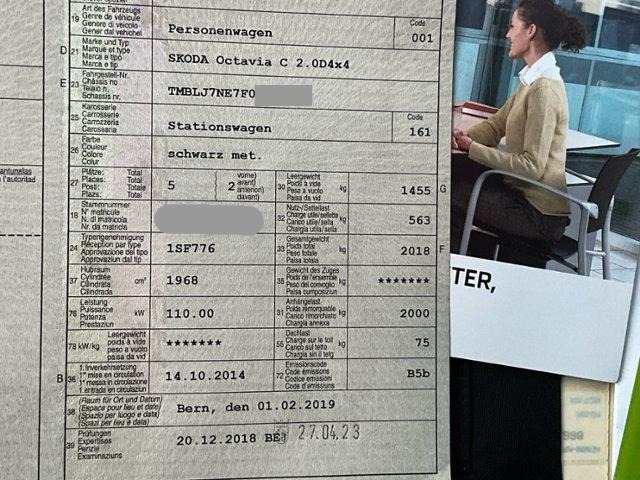 19 Art des Fahrzeugs
Genre de véhicule
Genere di veicolo
Gener dal vehichel
Personenwagen
Code
001
D 21 Marke und Typ
Marque et type
Marca e tipo
Marca e tip
SKODA Octavia C 2.0D4x4
E 23 Fahrgestell-Nr.
Châssis no
Telaio n.
Schassis nr.
TMBLJ7NE7F0
25 Karosserie
Carrosserie
Carrozzeria
Carossaria
Stationswagen
Code
161
26 Farbe
Couleur
Colore
Colur
schwarz met.
27 Plätze: Total
Places: Total
Posti: Totale
Plazs: Total
5
vorne)
avant)
anteriori)
davant)
2
30 Leergewicht
Poids à vide
Peso a vuoto
Paisa da vid
kg
1455 G
18 Stammnummer
N° matricule
N. di matricola
Nr. da matricla
32 Nutz-/Sattellast
Charge utile/sellette
Carico utile/sella
Chargia utila/sella
kg
563
24 Typengenehmigung
Réception par type
Approvazione del tipo
Approvaziun dal tip
1SF776
33 Gesamtgewicht
Poids total
Peso totale
Paisa totala
kg
2018 F
37 Hubraum
Cylindrée
Cilindrata
Cilindrada
cm³
1968
35 Gewicht des Zuges
Poids de l'ensemble
Peso del convoglio
Paisa cumposiziun
kg
*******
76 Leistung
Puissance
Potenza
Prestaziun
kW
110.00
31 Anhängelast
Poids remorquable
Carico rimorchiato
Chargia annexa
kg
2000
78 kW/kg Leergewicht
poids à vide
peso a vuoto
paisa da vid
*******
55 Dachlast
Charge sur le toit
Carico sul tetto
Chargia sin il tetg
kg
75
B 36 1. Inverkehrsetzung
1re mise en circulation
1a messa in circolazione
1. entrada en circulaziun
14.10.2014
72 Emissionscode
Code émissions
Codice emissioni
Code d'emissiuns
B5b
38 (Raum für Ort und Datum)
(Espace pour lieu et date)
(Spazio per luogo e data)
(Spazi per lieu e data)
Bern, den 01.02.2019
39 Prüfungen
Expertises
Perizie
Examinaziuns
20.12.2018 BE
27.04.23
TER,